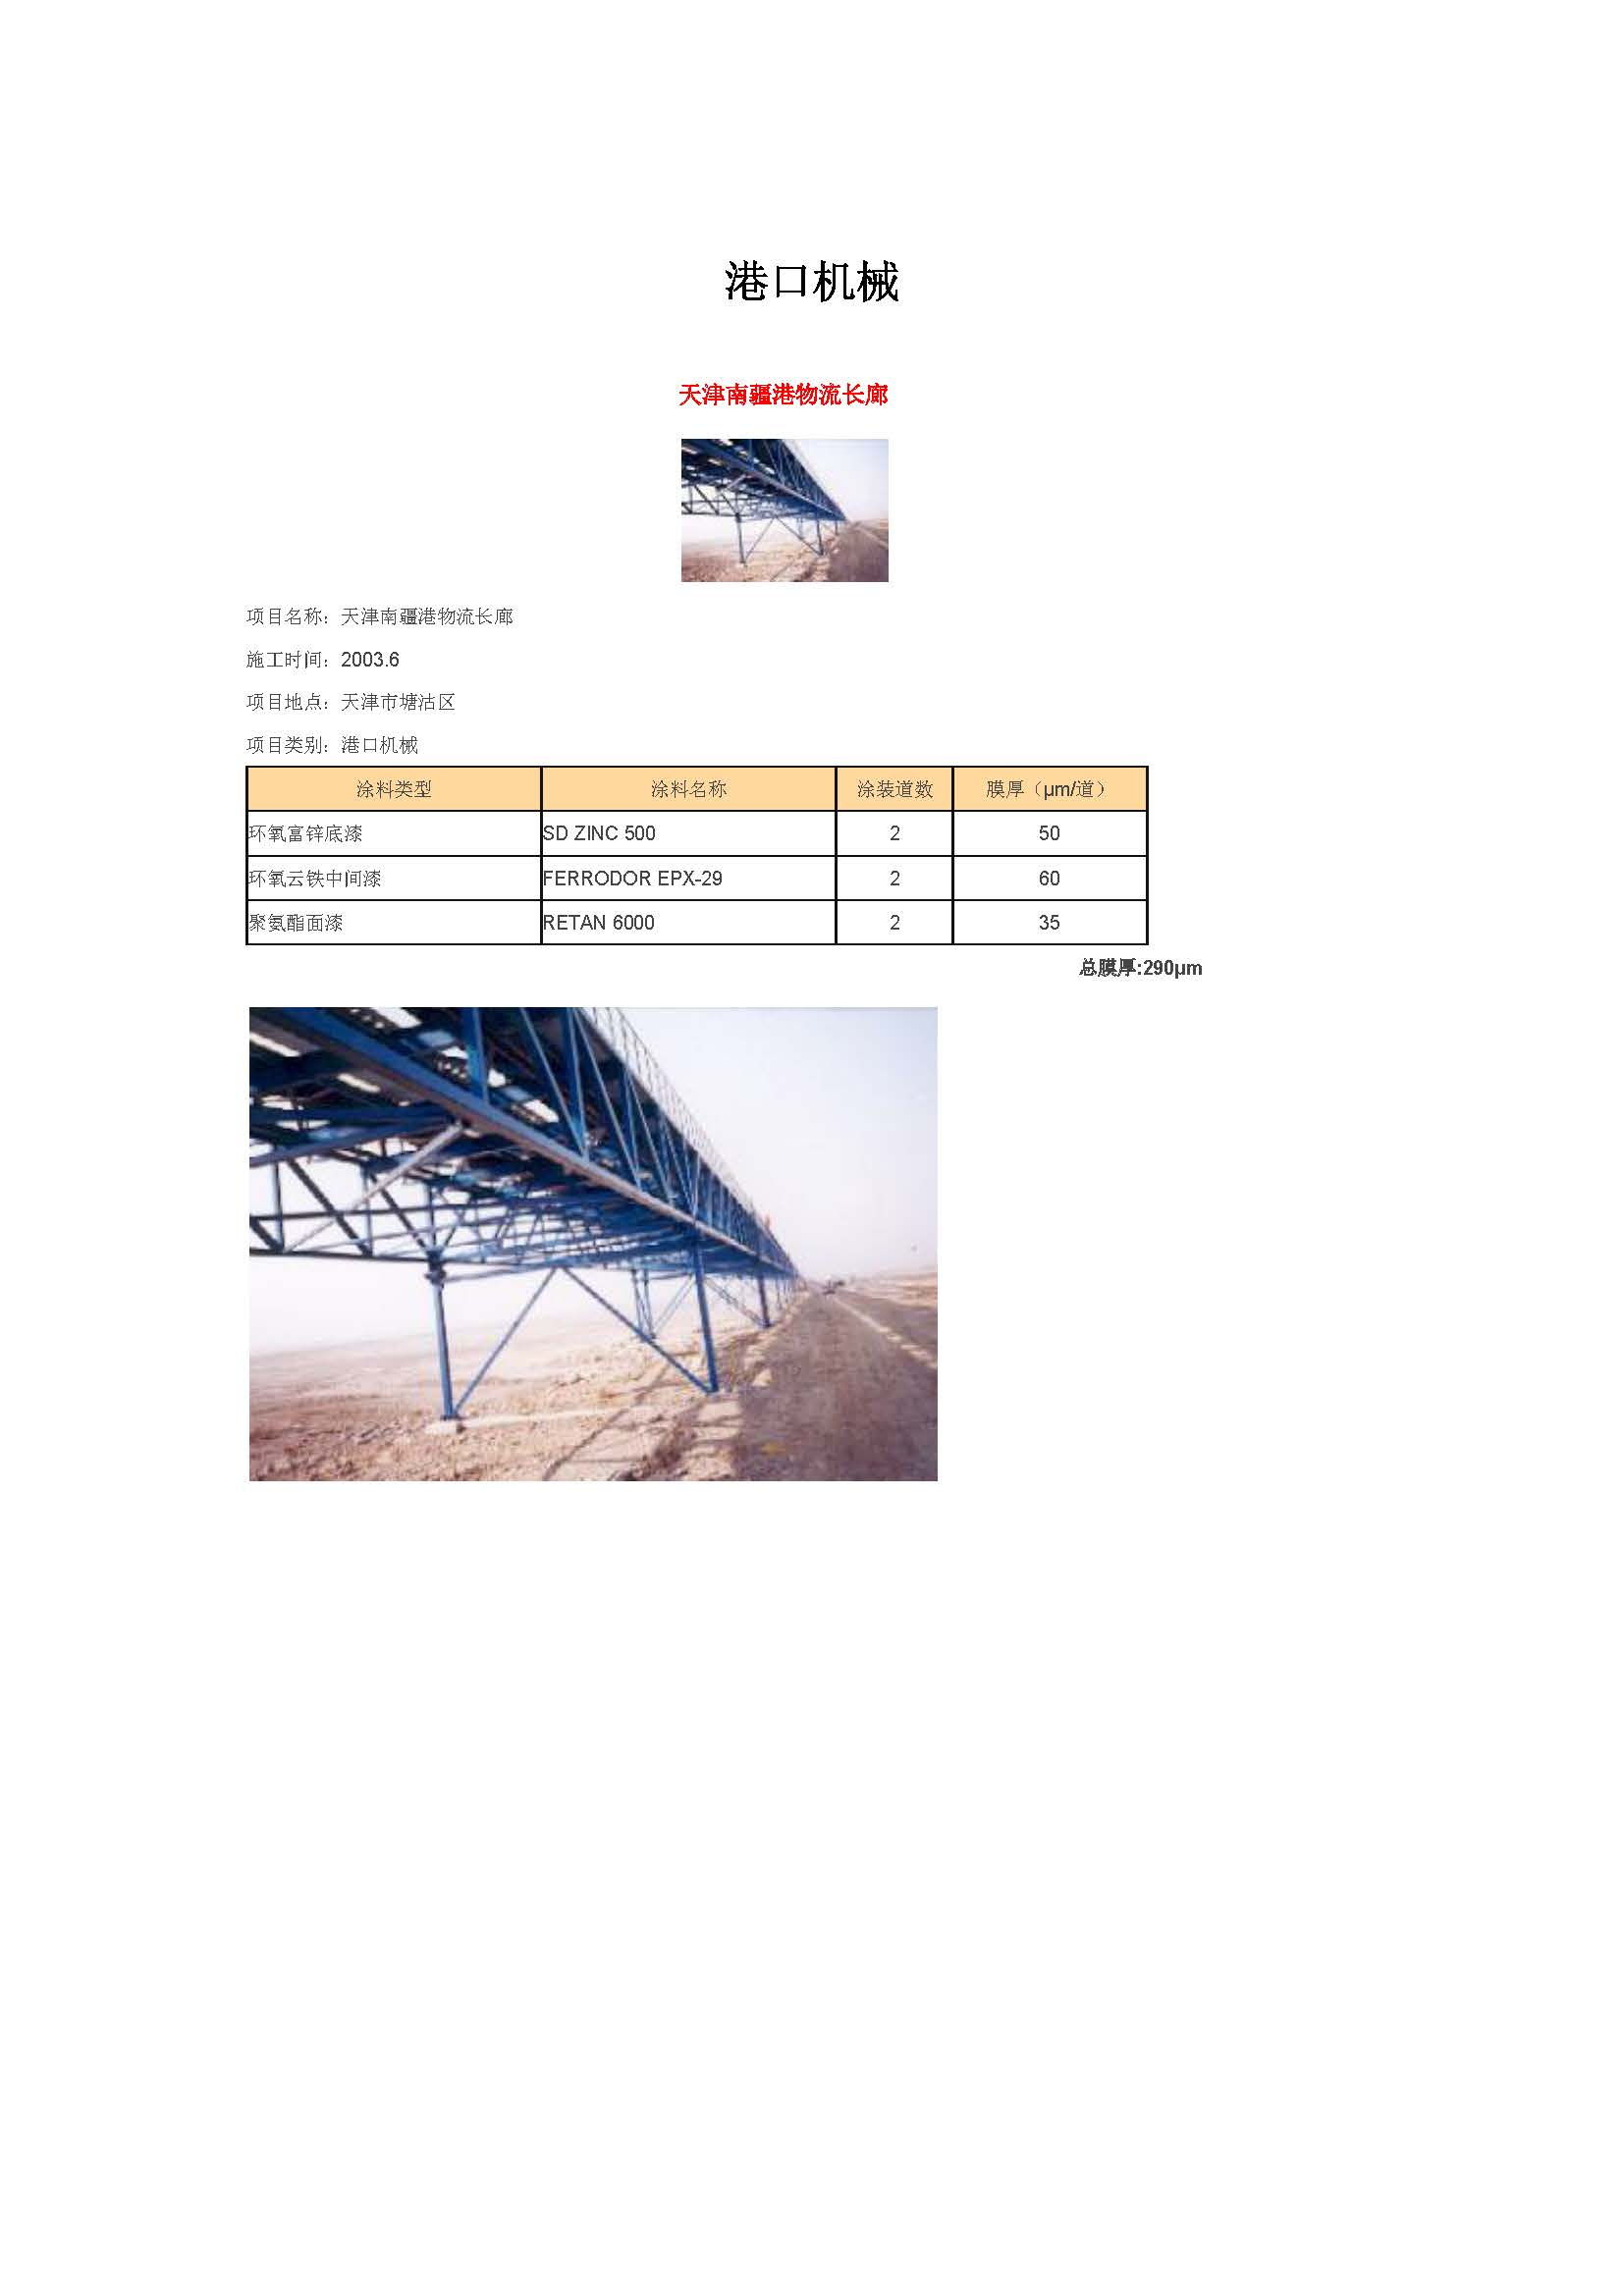 港口机械
天津南疆港物流长廊
项目名称：天津南疆港物流长廊
施工时间：2003.6
项目地点：天津市塘沽区
项目类别：港口机械
涂料类型 涂料名称 涂装道数 膜厚（μm/道）
环氧富锌底漆 SD ZINC 500 2 50
环氧云铁中间漆 FERRODOR EPX-29 2 60
聚氨酯面漆 RETAN 6000 2 35
总膜厚:290μm